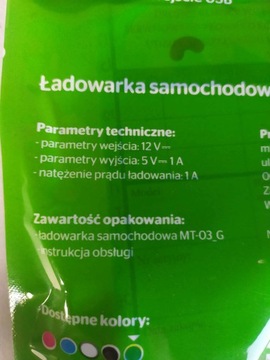 USB
Ładowarka samochodow
Parametry techniczne:
- parametry wejścia: 12 V
- parametry wyjścia: 5 V 1 A
- natężenie prądu ładowania: 1 A
Zawartość opakowania:
ładowarka samochodowa MT-03_G
instrukcja obsługi
Dostępne kolory: